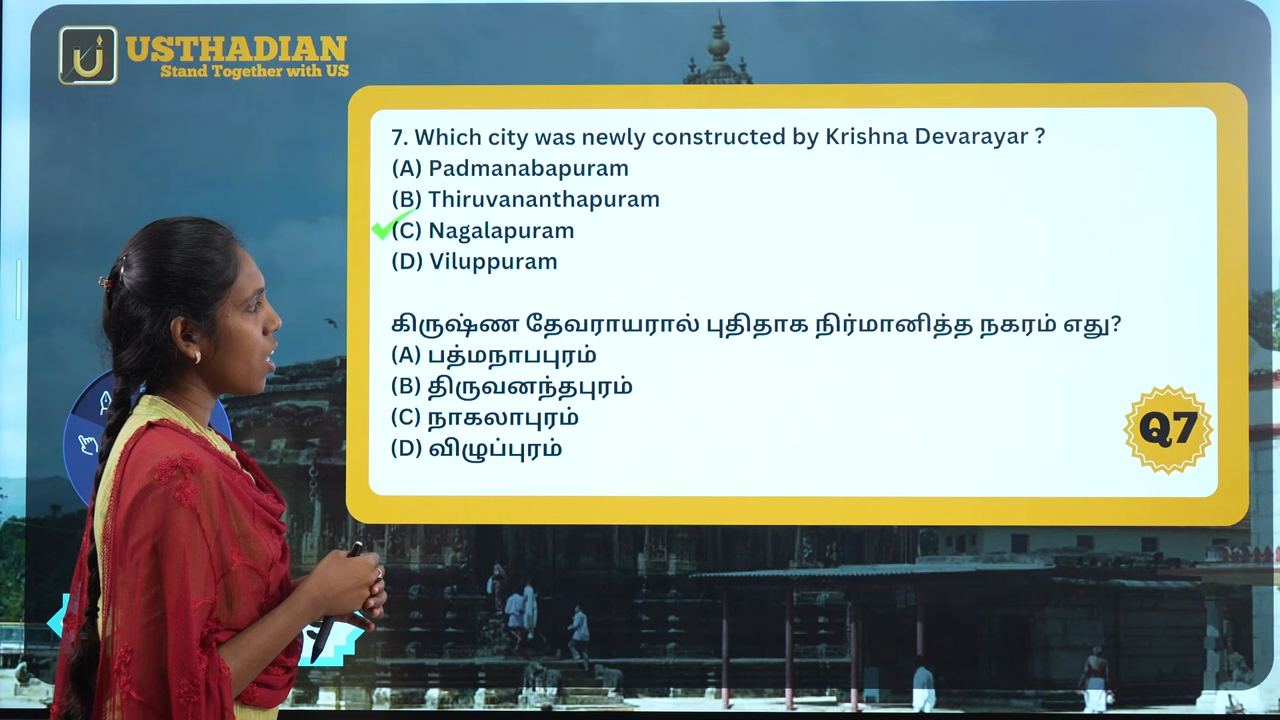 USTHADIAN
Stand Together with US
7. Which city was newly constructed by Krishna Devarayar ?
(A) Padmanabapuram
(B) Thiruvananthapuram
(C) Nagalapuram
(D) Viluppuram
கிருஷ்ண தேவராயரால் புதிதாக நிர்மானித்த நகரம் எது?
(A) பத்மநாபபுரம்
(B) திருவனந்தபுரம்
(C) நாகலாபுரம்
(D) விழுப்புரம்
Q7